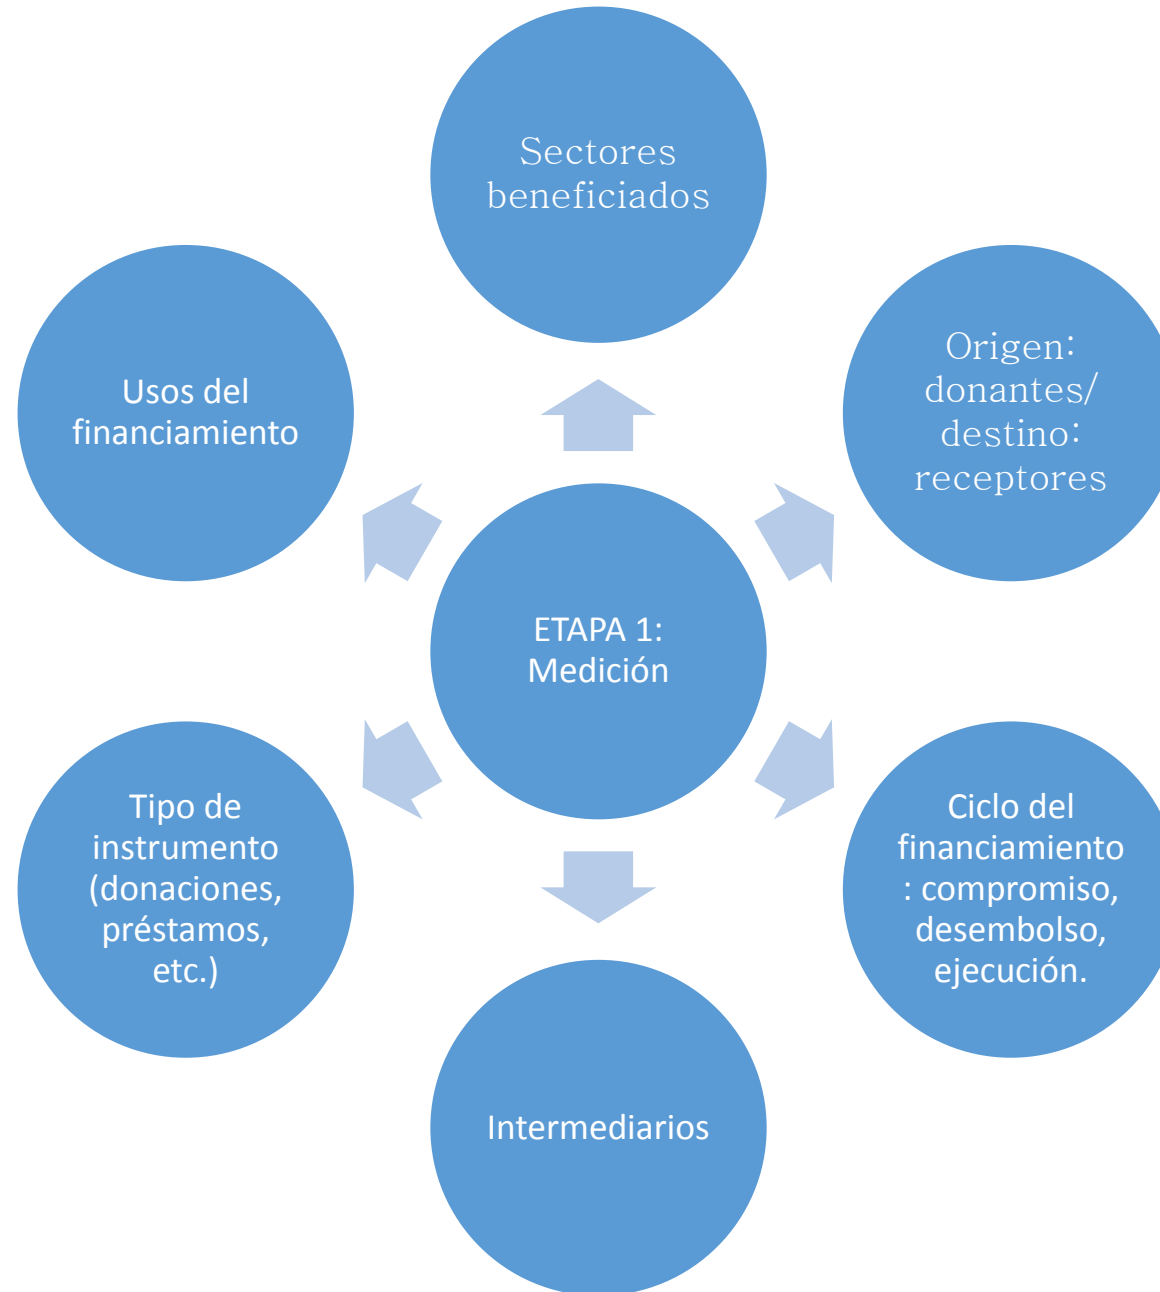 Sectores
beneficiados
Origen:
donantes/
destino:
receptores
Usos del
financiamiento
ETAPA 1:
Medición
Ciclo del
financiamiento
: compromiso,
desembolso,
ejecución.
Tipo de
instrumento
(donaciones,
préstamos,
etc.)
Intermediarios